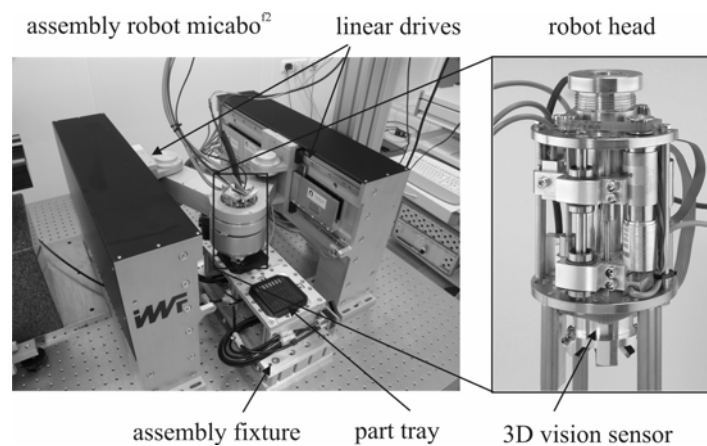 assembly robot micabo^f2
linear drives
robot head
iWF
assembly fixture
part tray
3D vision sensor